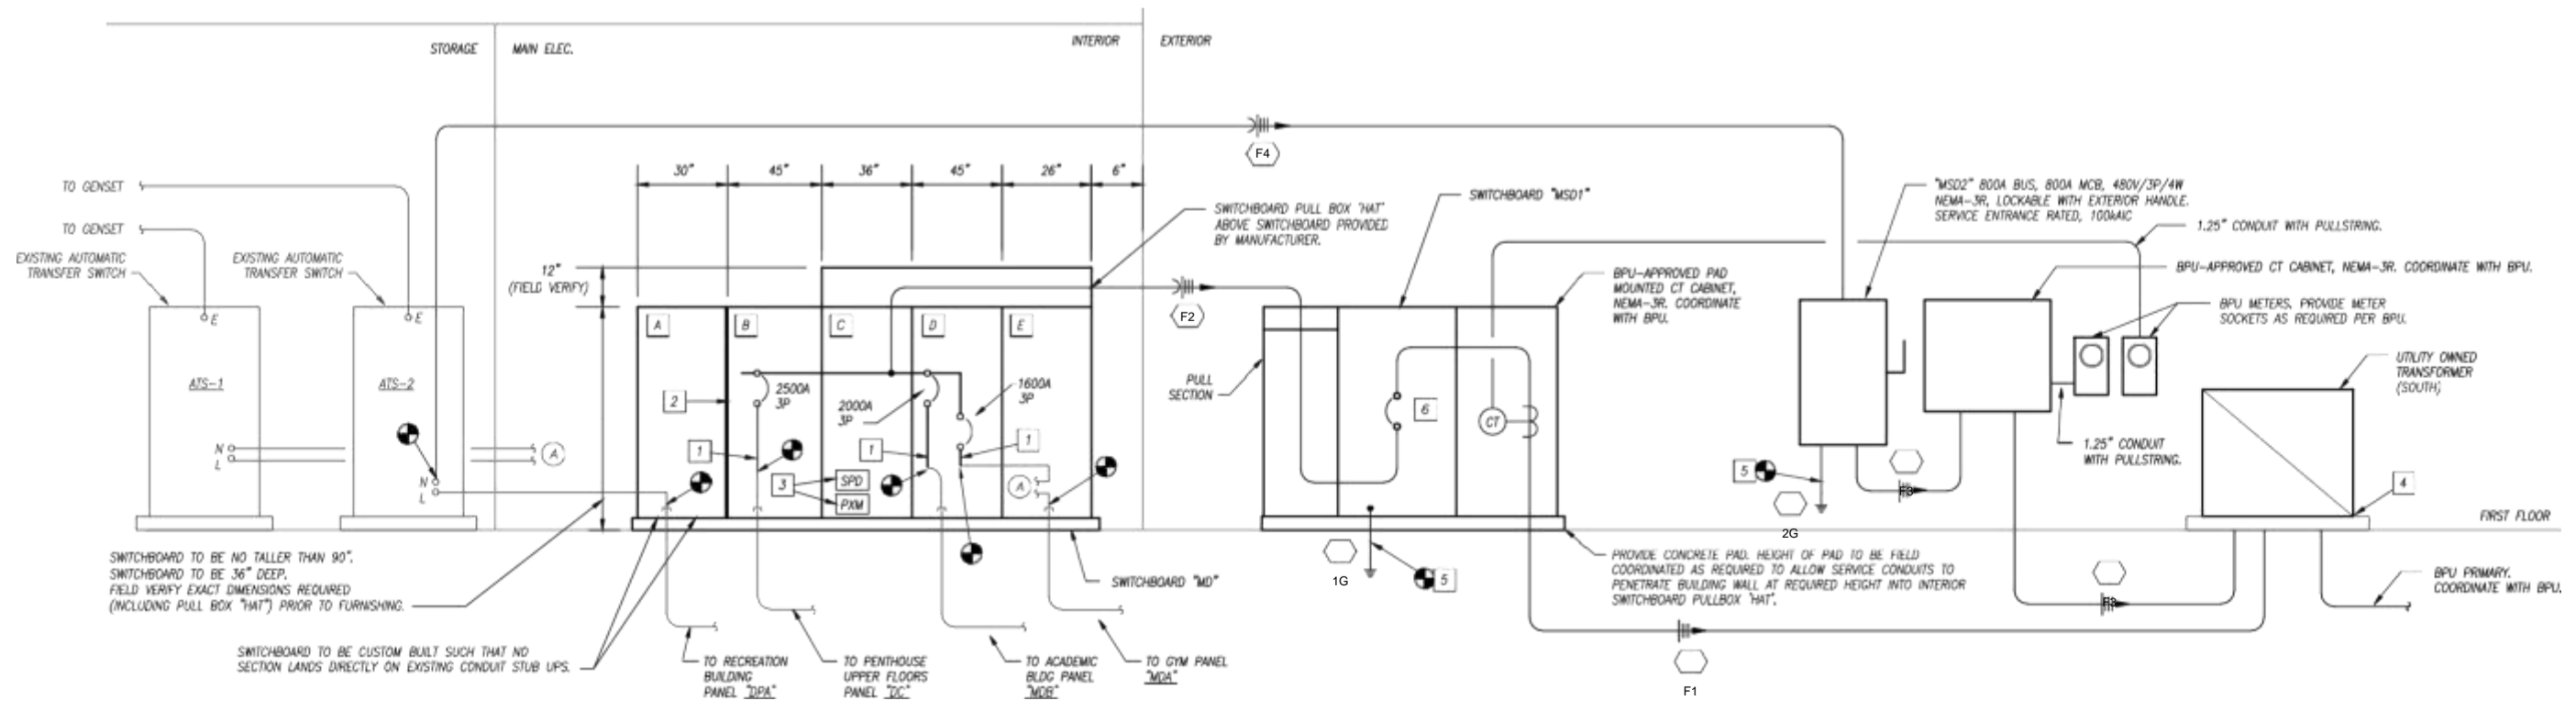 STORAGE
MAIN ELEC.
INTERIOR
EXTERIOR
F4
TO GENSET
TO GENSET
EXISTING AUTOMATIC
TRANSFER SWITCH
EXISTING AUTOMATIC
TRANSFER SWITCH
E
E
ATS-1
ATS-2
N
L
N
L
A
12"
(FIELD VERIFY)
30"
45"
36"
45"
26"
6"
SWITCHBOARD PULL BOX "HAT"
ABOVE SWITCHBOARD PROVIDED
BY MANUFACTURER.
F2
A
B
C
D
E
2
1
2500A
3P
2000A
3P
1600A
3P
1
1
3
SPD
PXM
A
SWITCHBOARD TO BE NO TALLER THAN 90".
SWITCHBOARD TO BE 36" DEEP.
FIELD VERIFY EXACT DIMENSIONS REQUIRED
(INCLUDING PULL BOX "HAT") PRIOR TO FURNISHING.
SWITCHBOARD TO BE CUSTOM BUILT SUCH THAT NO
SECTION LANDS DIRECTLY ON EXISTING CONDUIT STUB UPS.
SWITCHBOARD "MD"
TO RECREATION
BUILDING
PANEL "DPA"
TO PENTHOUSE
UPPER FLOORS
PANEL "DC"
TO ACADEMIC
BLDG PANEL
"MDB"
TO GYM PANEL
"MDA"
SWITCHBOARD "MSD1"
PULL
SECTION
6
CT
BPU-APPROVED PAD
MOUNTED CT CABINET,
NEMA-3R. COORDINATE
WITH BPU.
1G
5
PROVIDE CONCRETE PAD. HEIGHT OF PAD TO BE FIELD
COORDINATED AS REQUIRED TO ALLOW SERVICE CONDUITS TO
PENETRATE BUILDING WALL AT REQUIRED HEIGHT INTO INTERIOR
SWITCHBOARD PULLBOX "HAT".
F1
"MSD2" 800A BUS, 800A MCB, 480V/3P/4W
NEMA-3R, LOCKABLE WITH EXTERIOR HANDLE.
SERVICE ENTRANCE RATED, 100kAIC
1.25" CONDUIT WITH PULLSTRING.
BPU-APPROVED CT CABINET, NEMA-3R. COORDINATE WITH BPU.
BPU METERS. PROVIDE METER
SOCKETS AS REQUIRED PER BPU.
UTILITY OWNED
TRANSFORMER
(SOUTH)
5
2G
F3
1.25" CONDUIT
WITH PULLSTRING.
4
FIRST FLOOR
F3
BPU PRIMARY.
COORDINATE WITH BPU.